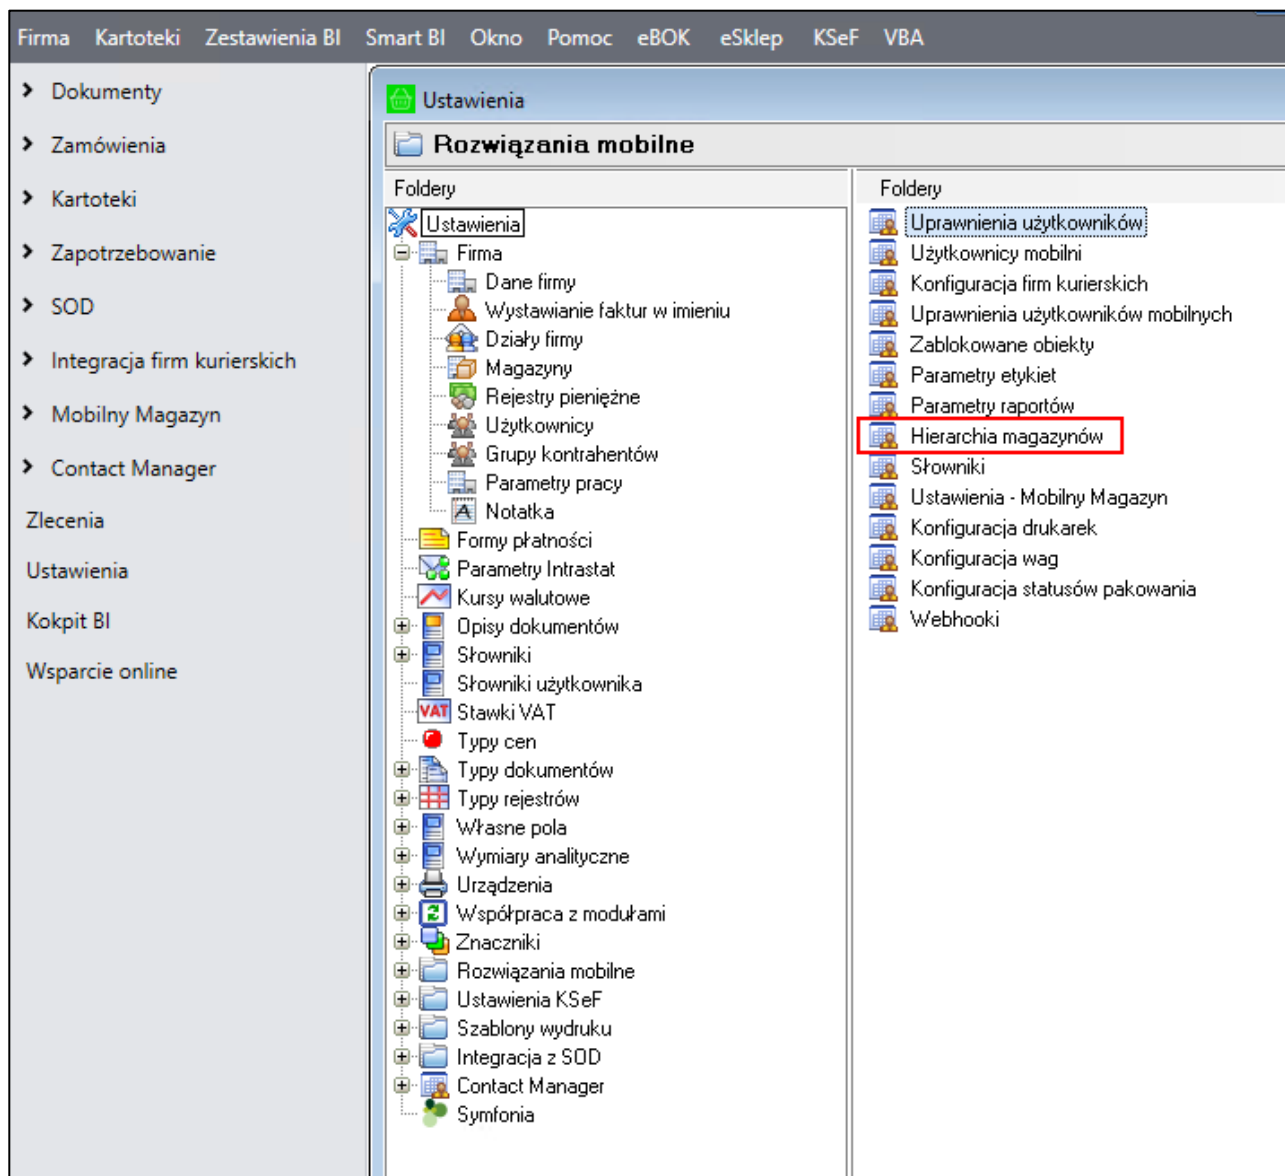 Firma Kartoteki Zestawienia BI Smart BI Okno Pomoc eBOK eSklep KSeF VBA
Dokumenty
Zamówienia
Kartoteki
Zapotrzebowanie
SOD
Integracja firm kurierskich
Mobilny Magazyn
Contact Manager
Zlecenia
Ustawienia
Kokpit BI
Wsparcie online
Ustawienia
Rozwiązania mobilne
Foldery
Ustawienia
Firma
Dane firmy
Wystawianie faktur w imieniu
Działy firmy
Magazyny
Rejestry pieniężne
Użytkownicy
Grupy kontrahentów
Parametry pracy
Notatka
Formy płatności
Parametry Intrastat
Kursy walutowe
Opisy dokumentów
Słowniki
Słowniki użytkownika
VAT Stawki VAT
Typy cen
Typy dokumentów
Typy rejestrów
Własne pola
Wymiary analityczne
Urządzenia
Współpraca z modułami
Znaczniki
Rozwiązania mobilne
Ustawienia KSeF
Szablony wydruku
Integracja z SOD
Contact Manager
Symfonia
Foldery
Uprawnienia użytkowników
Użytkownicy mobilni
Konfiguracja firm kurierskich
Uprawnienia użytkowników mobilnych
Zablokowane obiekty
Parametry etykiet
Parametry raportów
Hierarchia magazynów
Słowniki
Ustawienia - Mobilny Magazyn
Konfiguracja drukarek
Konfiguracja wag
Konfiguracja statusów pakowania
Webhooki